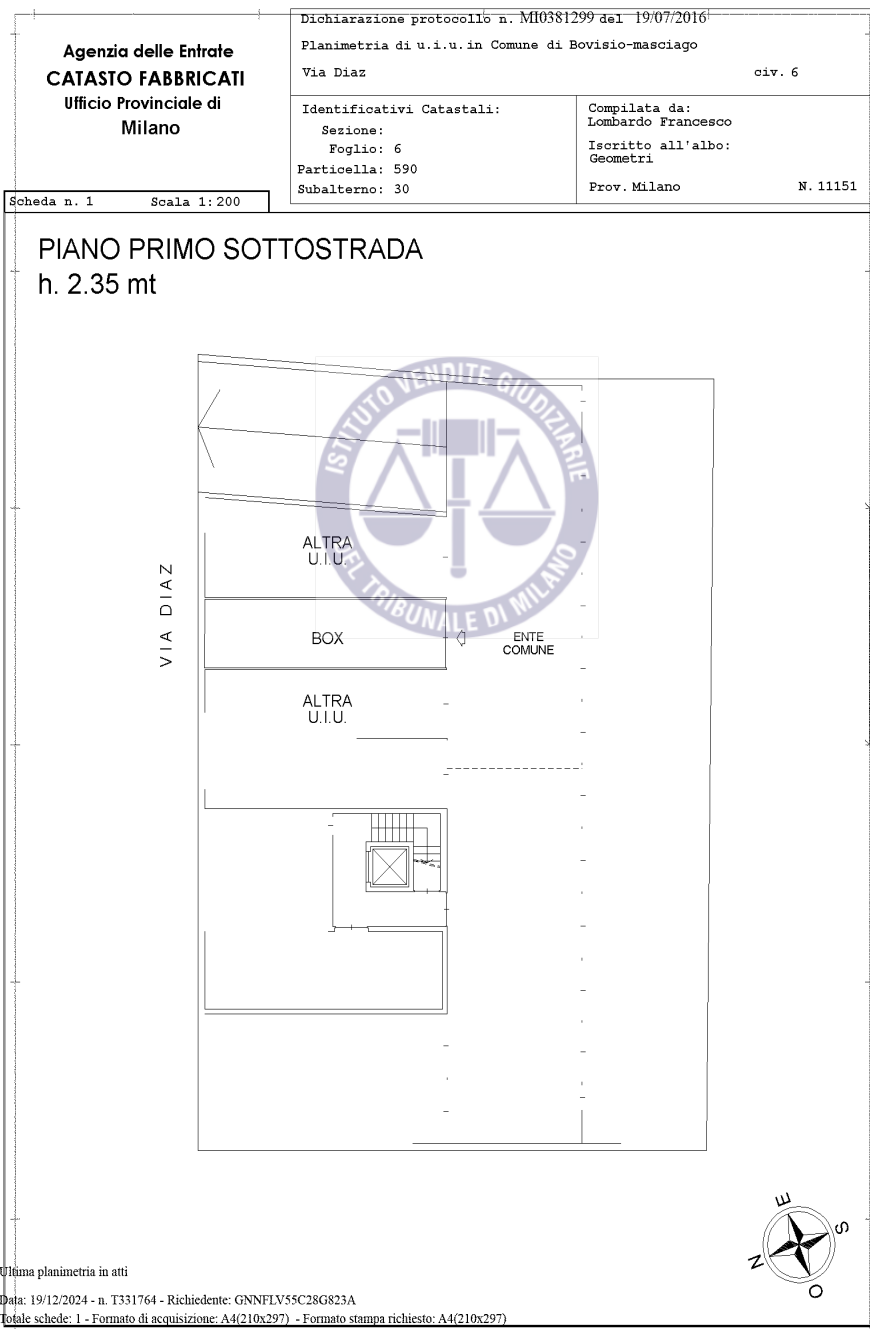 Agenzia delle Entrate
CATASTO FABBRICATI
Ufficio Provinciale di
Milano
Dichiarazione protocollo n. MI0381299 del 19/07/2016
Planimetria di u.i.u. in Comune di Bovisio-masciago
Via Diaz civ. 6
Identificativi Catastali:
Sezione:
Foglio: 6
Particella: 590
Subalterno: 30
Compilata da:
Lombardo Francesco
Iscritto all'albo:
Geometri
Prov. Milano N. 11151
Scheda n. 1 Scala 1:200
PIANO PRIMO SOTTOSTRADA
h. 2.35 mt
ISTITUTO VENDITE GIUDIZIARIE
DEL TRIBUNALE DI MILANO
ALTRA
U.I.U.
VIA DIAZ
BOX
ENTE
COMUNE
ALTRA
U.I.U.
E
S
N
O
Ultima planimetria in atti
Data: 19/12/2024 - n. T331764 - Richiedente: GNNFLV55C28G823A
Totale schede: 1 - Formato di acquisizione: A4(210x297) - Formato stampa richiesto: A4(210x297)